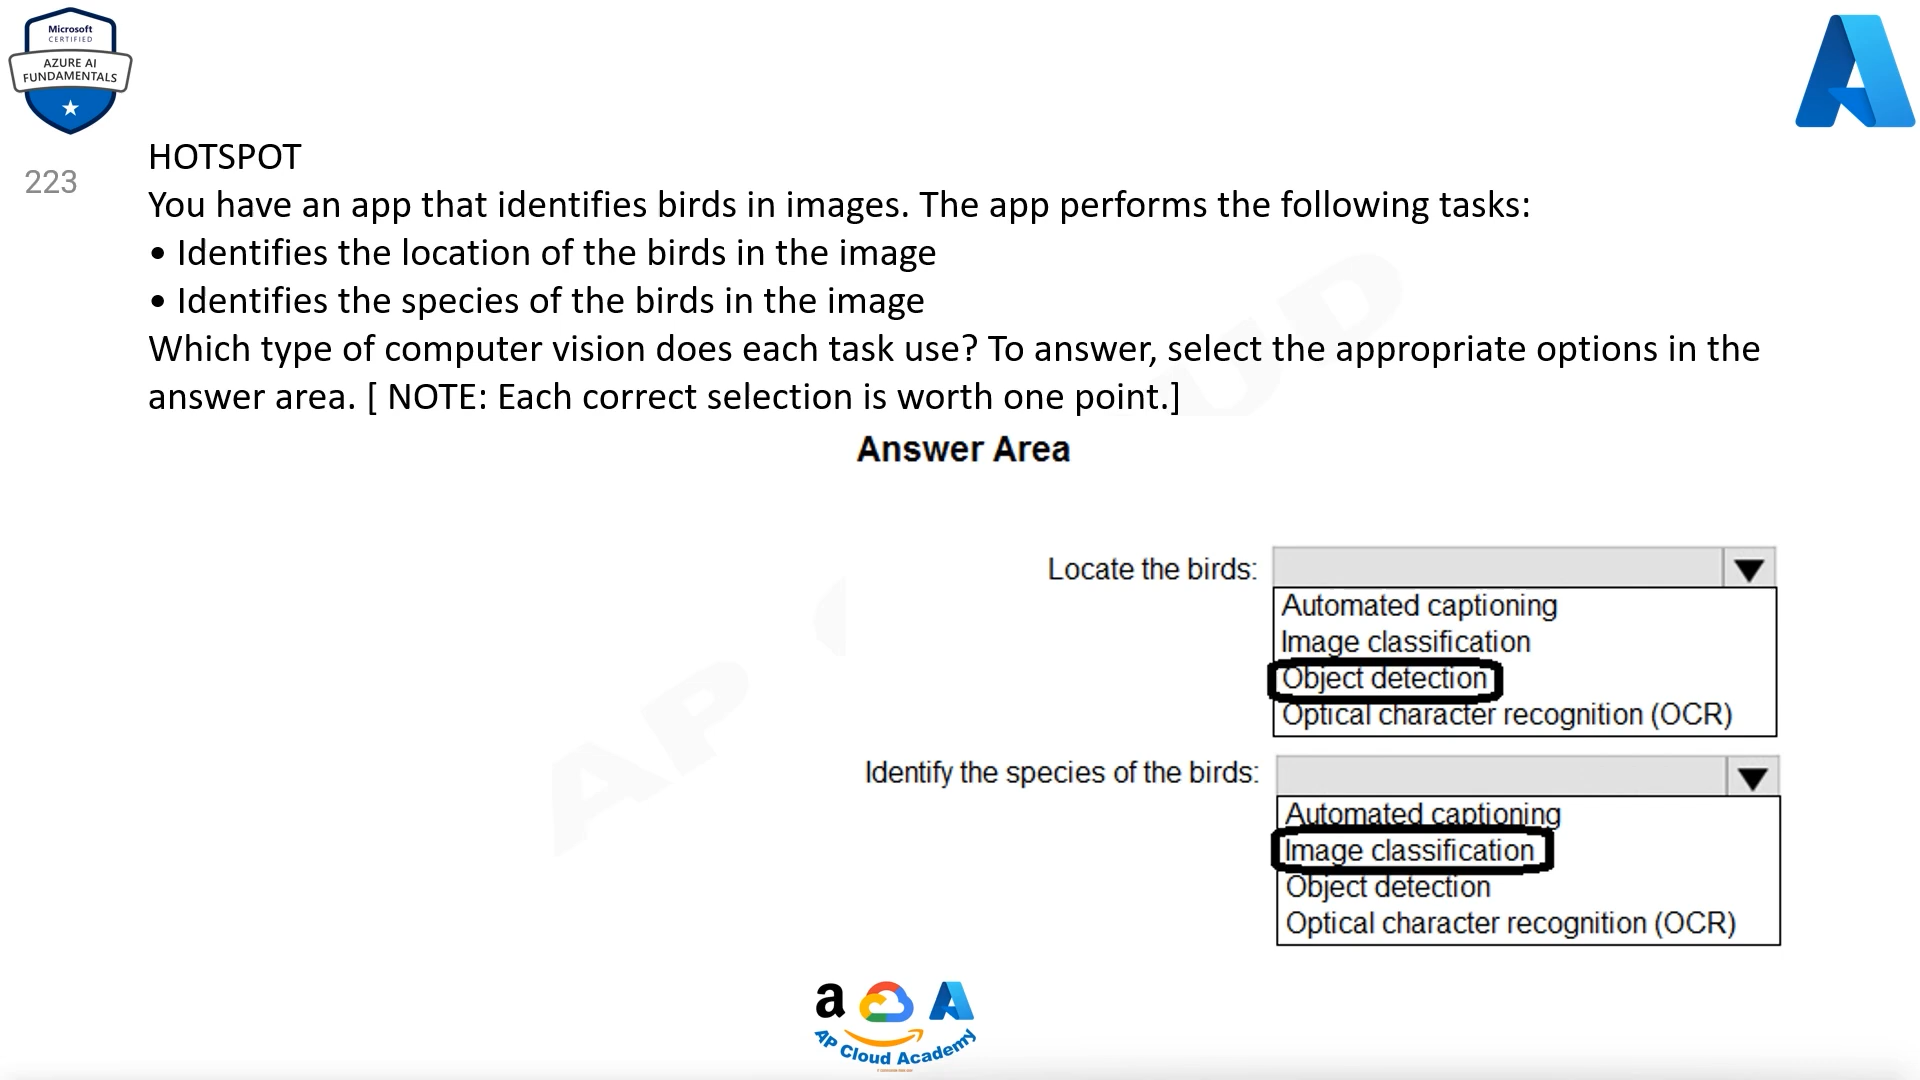 Microsoft
CERTIFIED
AZURE AI
FUNDAMENTALS
223
HOTSPOT
You have an app that identifies birds in images. The app performs the following tasks:
• Identifies the location of the birds in the image
• Identifies the species of the birds in the image
Which type of computer vision does each task use? To answer, select the appropriate options in the
answer area. [ NOTE: Each correct selection is worth one point.]
Answer Area
Locate the birds:
Automated captioning
Image classification
Object detection
Optical character recognition (OCR)
Identify the species of the birds:
Automated captioning
Image classification
Object detection
Optical character recognition (OCR)
AP
UP
a
AP Cloud Academy